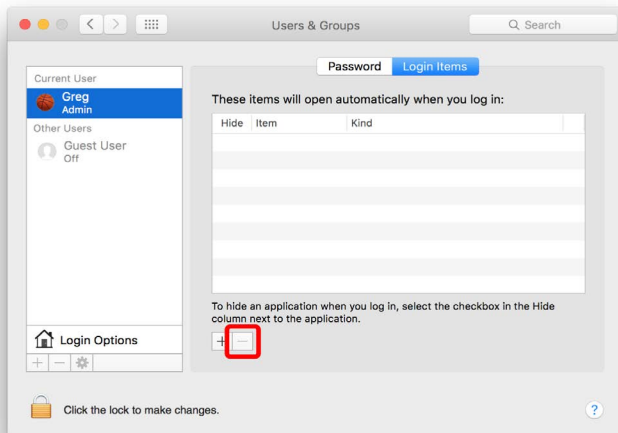 Users & Groups
Search
Password
Login Items
Current User
Greg
Admin
Other Users
Guest User
Off
These items will open automatically when you log in:
Hide Item Kind
To hide an application when you log in, select the checkbox in the Hide
column next to the application.
+ −
Login Options
+ −
Click the lock to make changes.
?